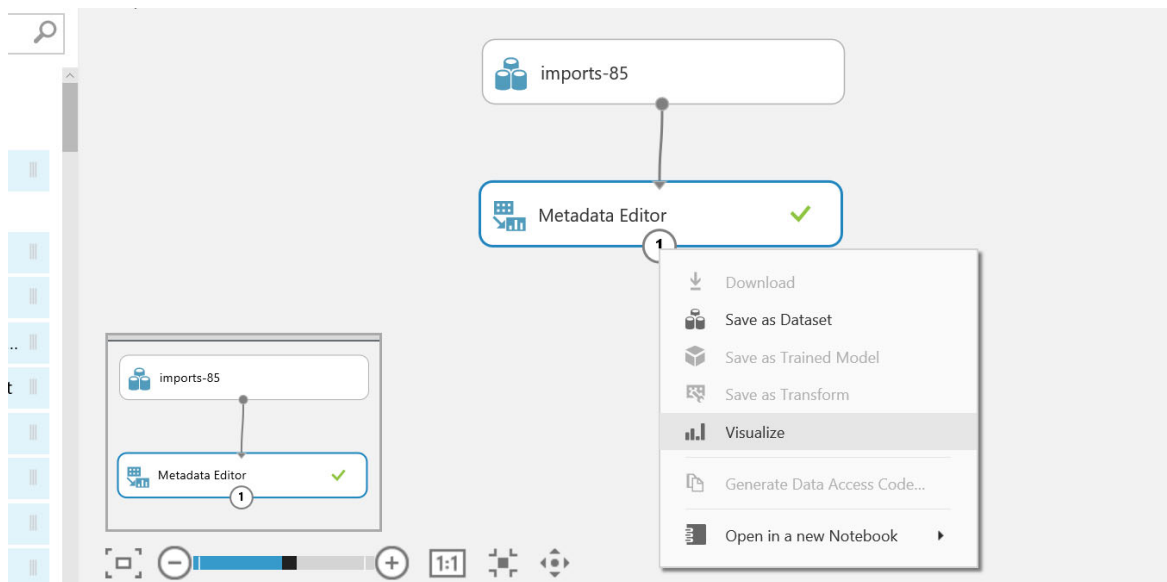 imports-85
Metadata Editor
1
Download
Save as Dataset
Save as Trained Model
Save as Transform
Visualize
Generate Data Access Code...
Open in a new Notebook
imports-85
Metadata Editor
1
..
t
1:1